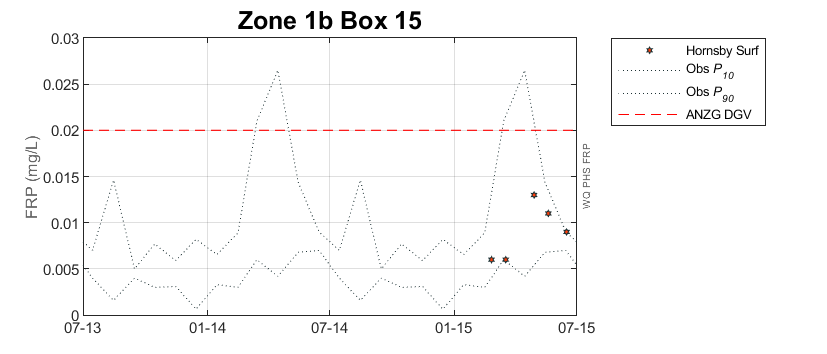 Zone 1b Box 15
0.03
0.025
0.02
0.015
0.01
0.005
0
FRP (mg/L)
07-13
01-14
07-14
01-15
07-15
WQ PHS FRP
Hornsby Surf
Obs P10
Obs P90
ANZG DGV